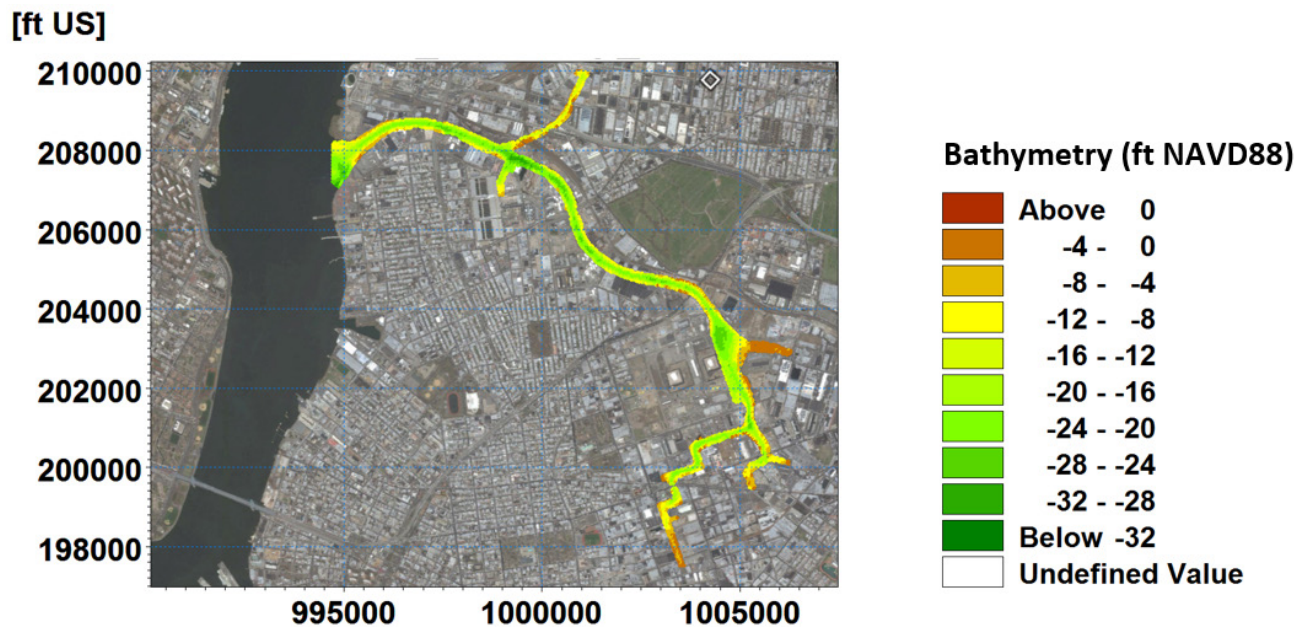 [ft US]
210000
208000
206000
204000
202000
200000
198000
995000 1000000 1005000
Bathymetry (ft NAVD88)
Above 0
-4 - 0
-8 - -4
-12 - -8
-16 - -12
-20 - -16
-24 - -20
-28 - -24
-32 - -28
Below -32
Undefined Value